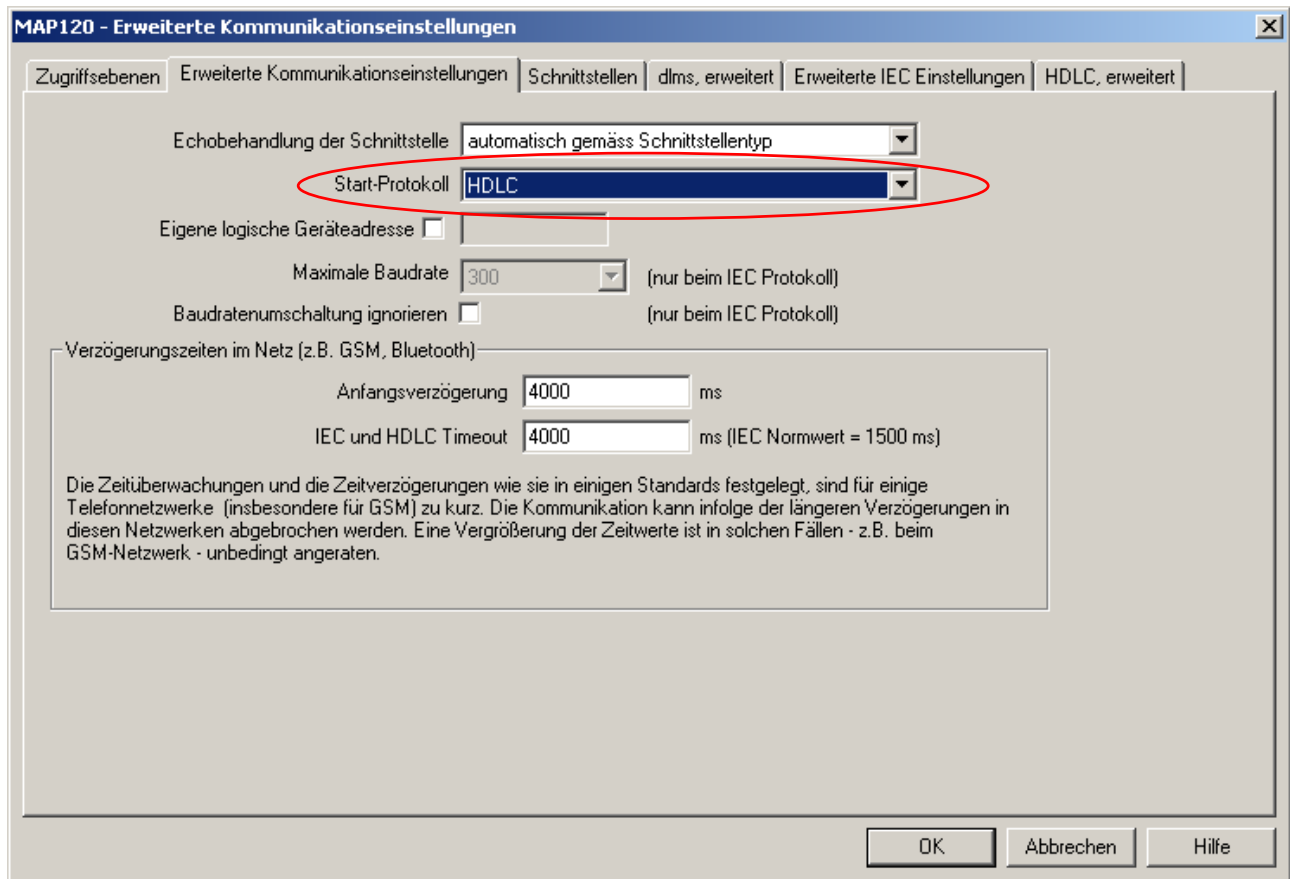 MAP120 - Erweiterte Kommunikationseinstellungen
Zugriffsebenen Erweiterte Kommunikationseinstellungen Schnittstellen dlms, erweitert Erweiterte IEC Einstellungen HDLC, erweitert
Echobehandlung der Schnittstelle automatisch gemäss Schnittstellentyp
Start-Protokoll HDLC
Eigene logische Geräteadresse
Maximale Baudrate 300 (nur beim IEC Protokoll)
Baudratenumschaltung ignorieren (nur beim IEC Protokoll)
Verzögerungszeiten im Netz (z.B. GSM, Bluetooth)
Anfangsverzögerung 4000 ms
IEC und HDLC Timeout 4000 ms (IEC Normwert = 1500 ms)
Die Zeitüberwachungen und die Zeitverzögerungen wie sie in einigen Standards festgelegt, sind für einige
Telefonnetzwerke (insbesondere für GSM) zu kurz. Die Kommunikation kann infolge der längeren Verzögerungen in
diesen Netzwerken abgebrochen werden. Eine Vergrößerung der Zeitwerte ist in solchen Fällen - z.B. beim
GSM-Netzwerk - unbedingt angeraten.
OK Abbrechen Hilfe